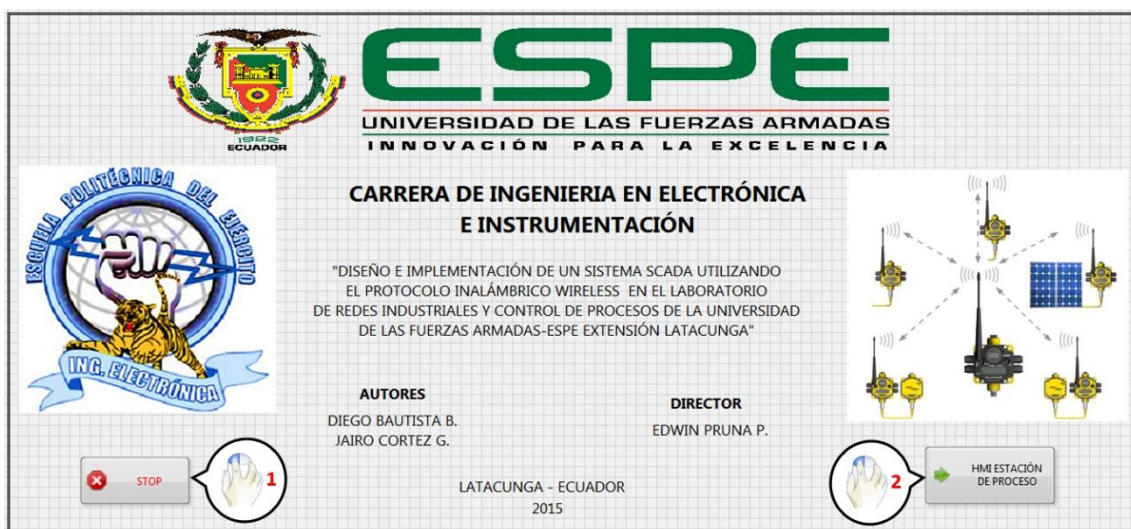 1922
ECUADOR
ESPE
UNIVERSIDAD DE LAS FUERZAS ARMADAS
INNOVACIÓN PARA LA EXCELENCIA
ESCUELA POLITÉCNICA DEL EJÉRCITO
ING. ELECTRÓNICA
CARRERA DE INGENIERIA EN ELECTRÓNICA
E INSTRUMENTACIÓN
"DISEÑO E IMPLEMENTACIÓN DE UN SISTEMA SCADA UTILIZANDO
EL PROTOCOLO INALÁMBRICO WIRELESS EN EL LABORATORIO
DE REDES INDUSTRIALES Y CONTROL DE PROCESOS DE LA UNIVERSIDAD
DE LAS FUERZAS ARMADAS-ESPE EXTENSIÓN LATACUNGA"
AUTORES
DIEGO BAUTISTA B.
JAIRO CORTEZ G.
DIRECTOR
EDWIN PRUNA P.
STOP
1
LATACUNGA - ECUADOR
2015
2
HMI ESTACIÓN
DE PROCESO